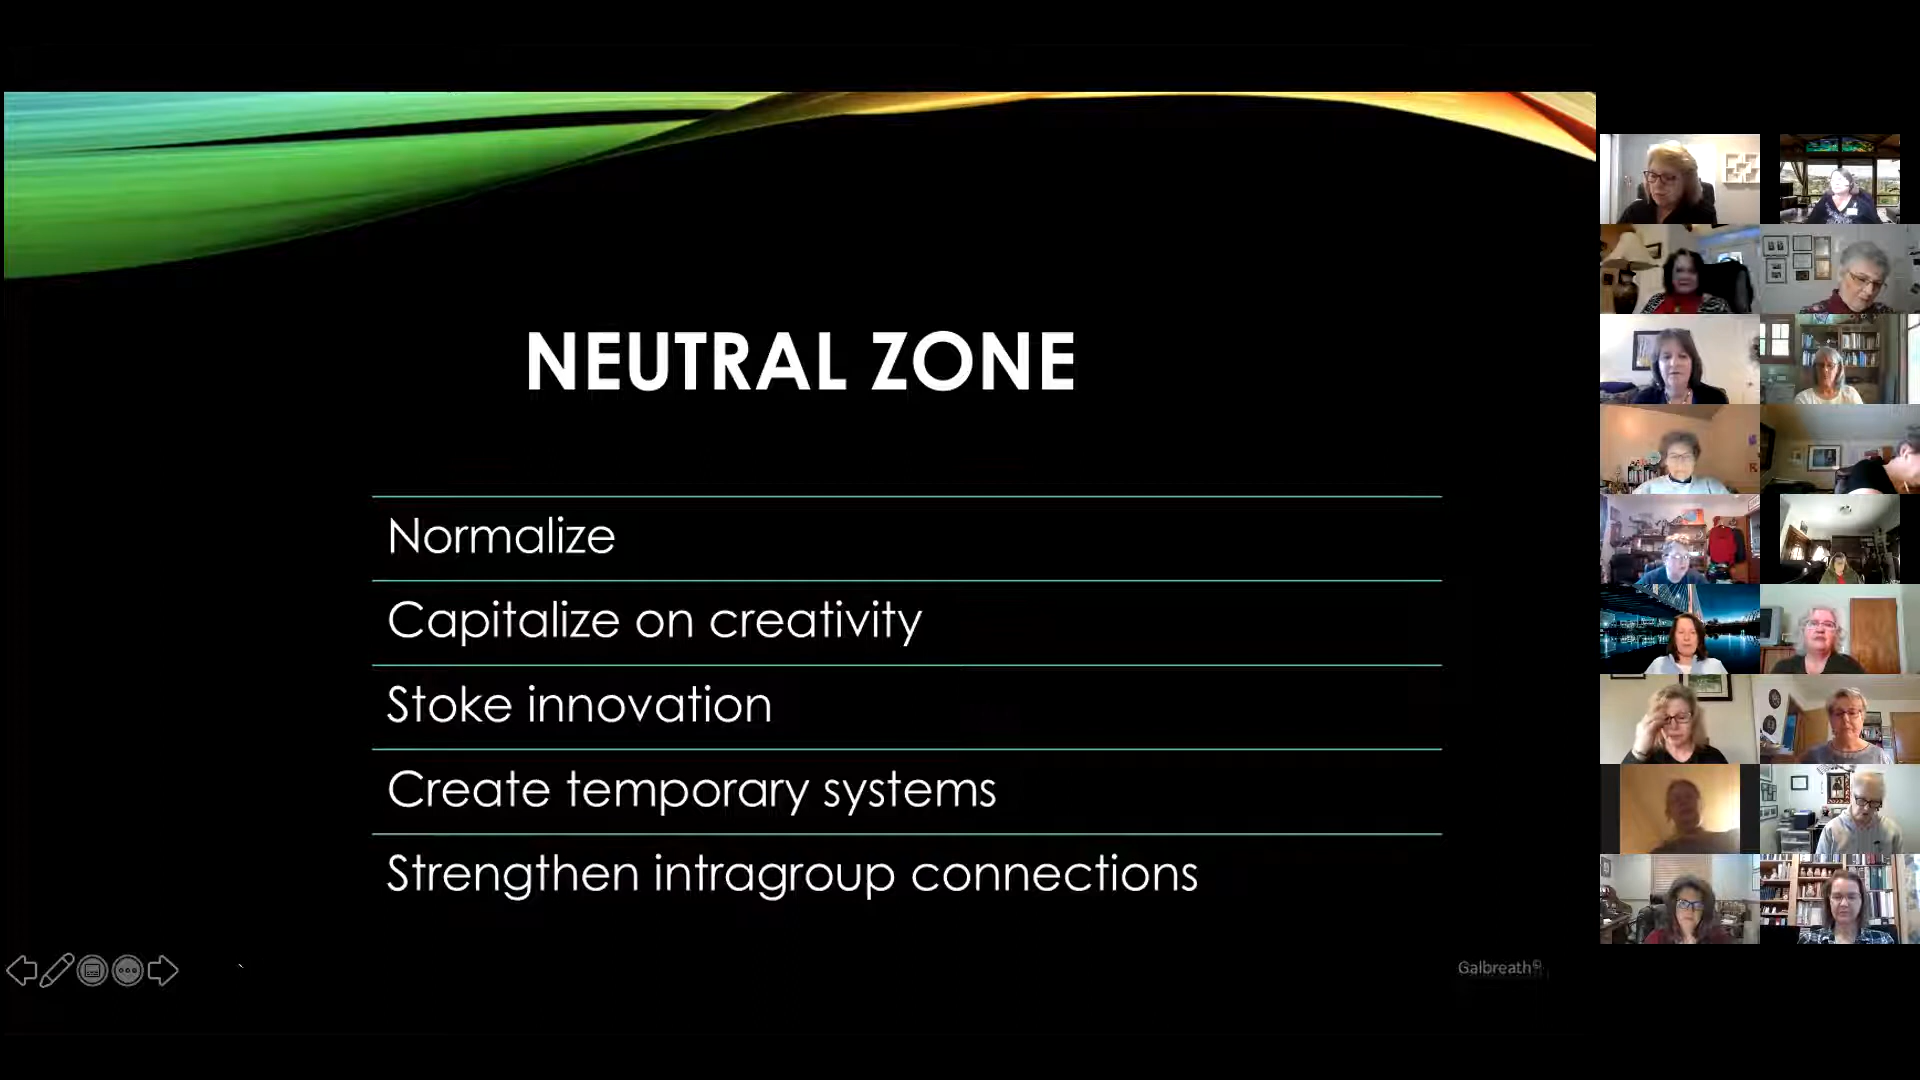 NEUTRAL ZONE
Normalize
Capitalize on creativity
Stoke innovation
Create temporary systems
Strengthen intragroup connections
Galbreath©